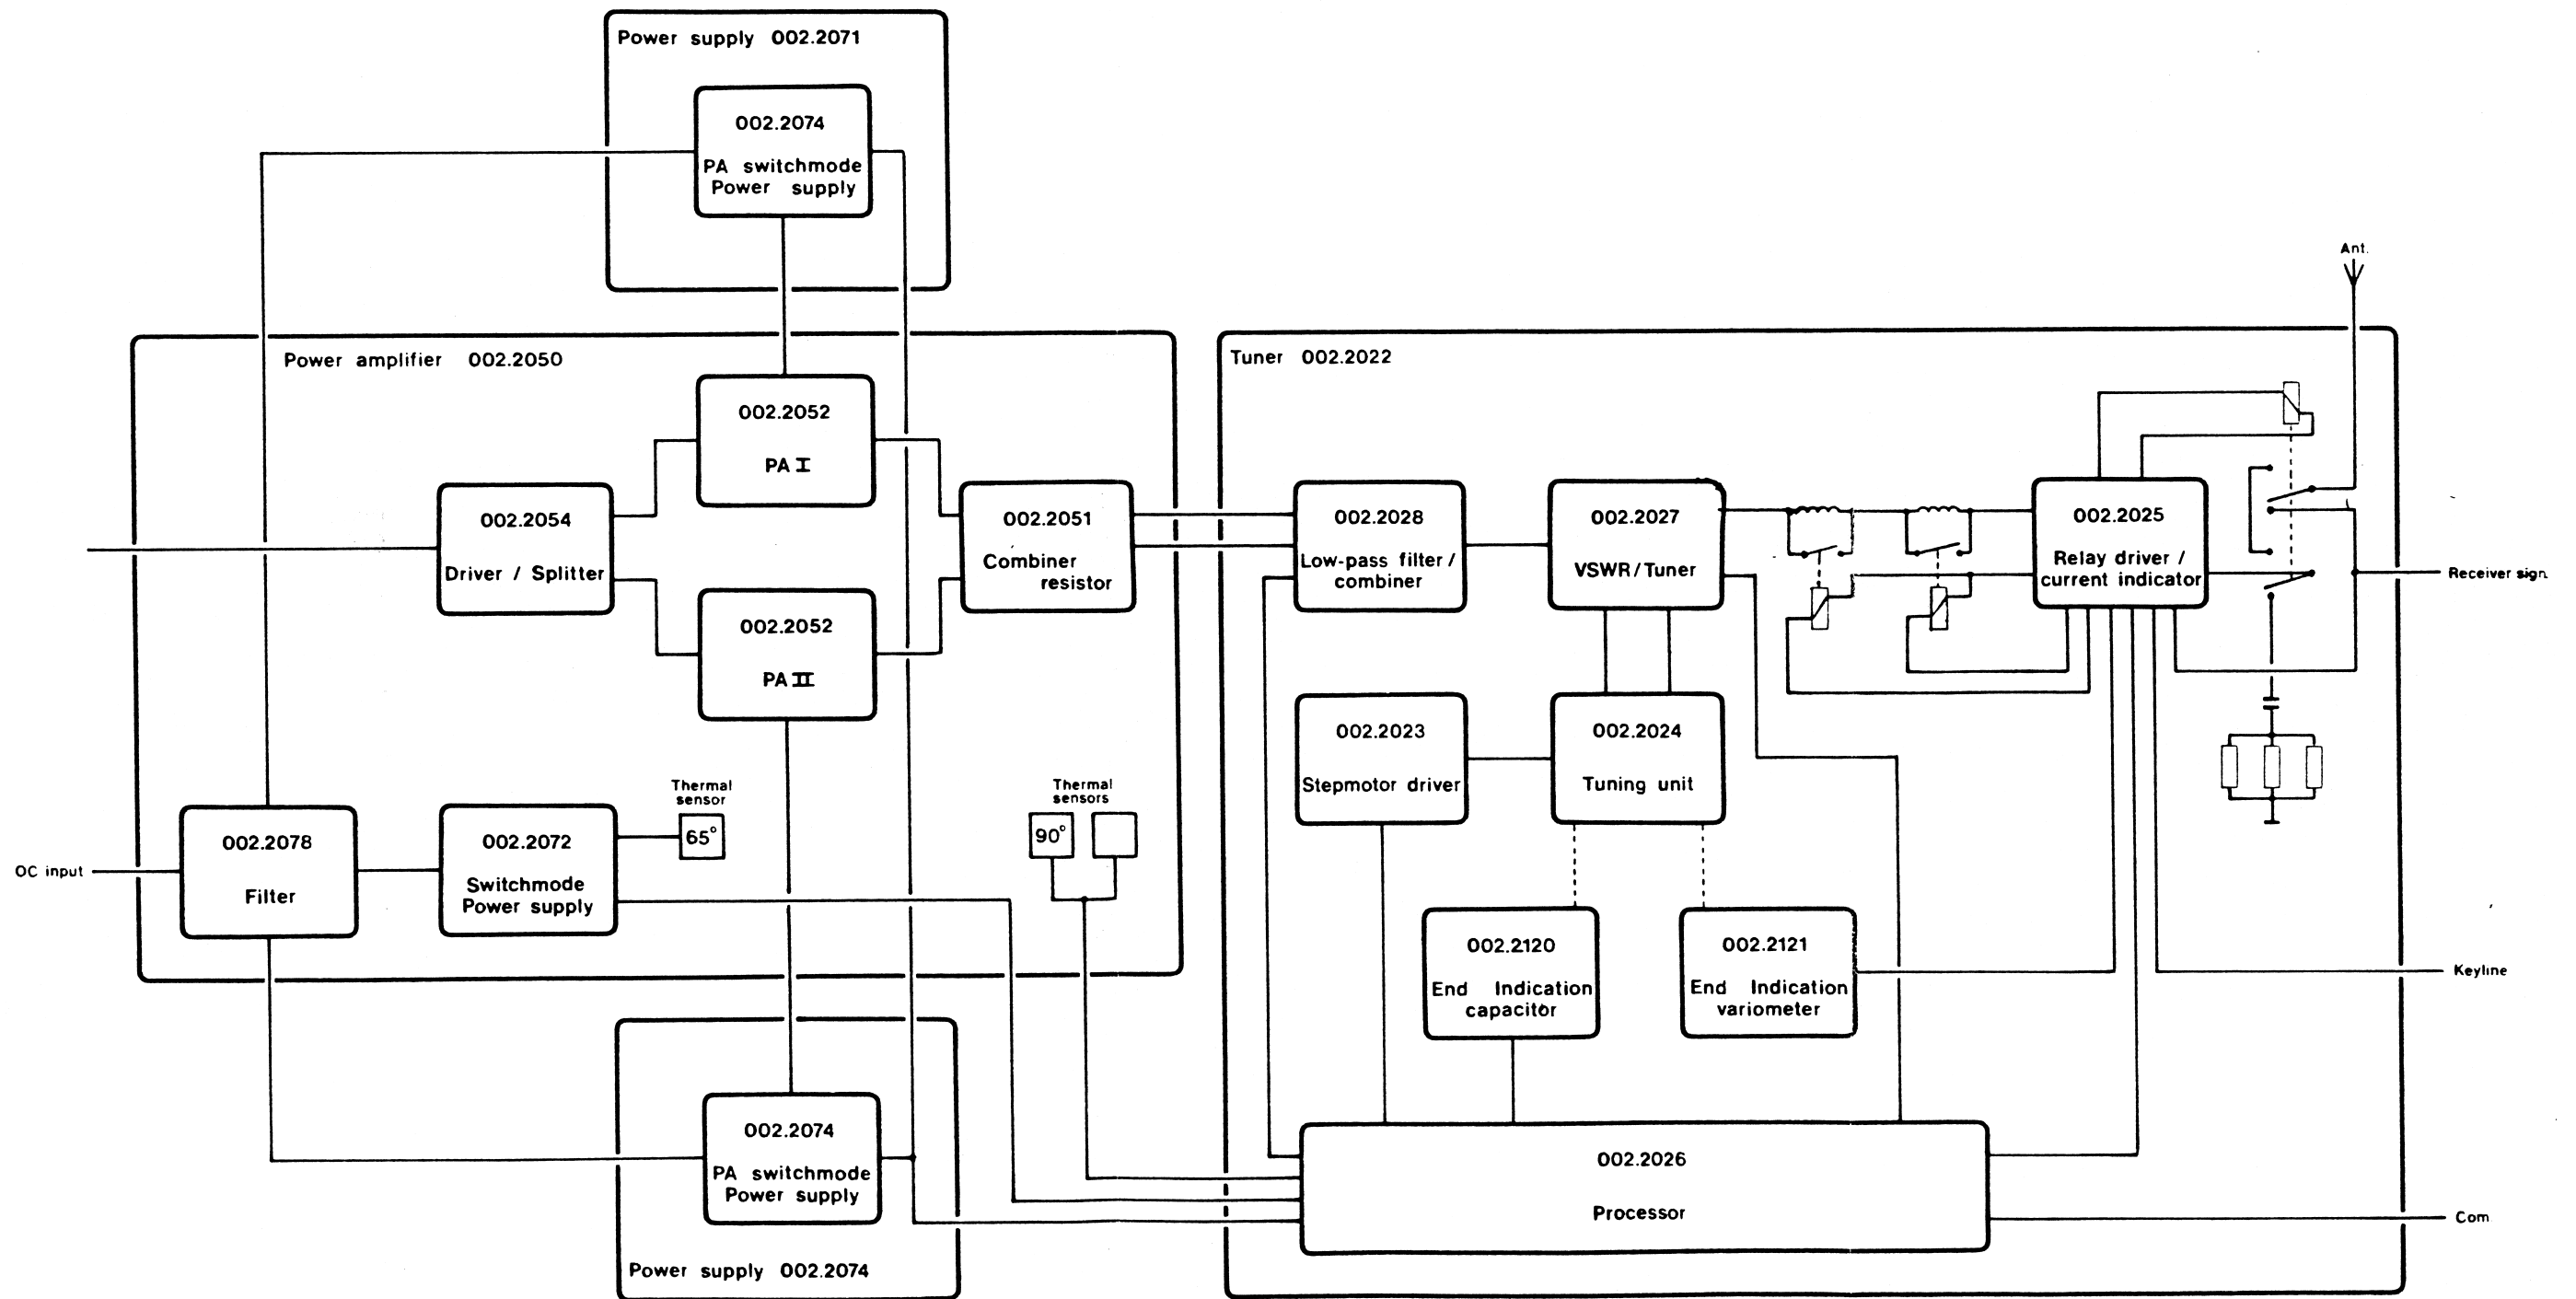 Power supply 002.2071
002.2074
PA switchmode
Power supply
Power amplifier 002.2050
002.2052
PA I
002.2054
Driver / Splitter
002.2051
Combiner
resistor
002.2052
PA II
Thermal
sensor
65°
Thermal
sensors
90°
OC input
002.2078
Filter
002.2072
Switchmode
Power supply
002.2074
PA switchmode
Power supply
Power supply 002.2074
Ant.
Tuner 002.2022
002.2028
Low-pass filter /
combiner
002.2027
VSWR / Tuner
002.2025
Relay driver /
current indicator
Receiver sign.
002.2023
Stepmotor driver
002.2024
Tuning unit
002.2120
End Indication
capacitor
002.2121
End Indication
variometer
Keyline
002.2026
Processor
Com